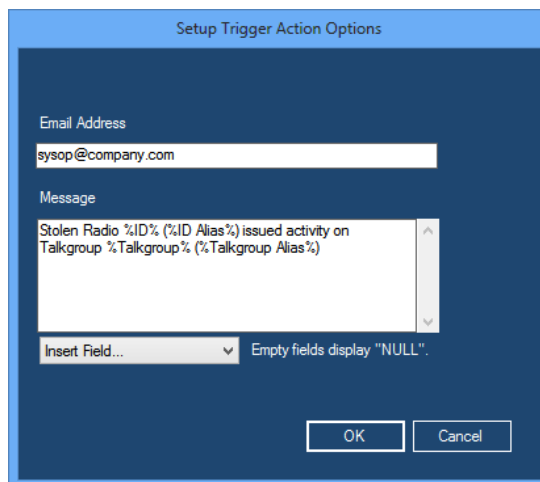 Setup Trigger Action Options
Email Address
sysop@company.com
Message
Stolen Radio %ID% (%ID Alias%) issued activity on
Talkgroup %Talkgroup% (%Talkgroup Alias%)
Insert Field... Empty fields display "NULL".
OK Cancel